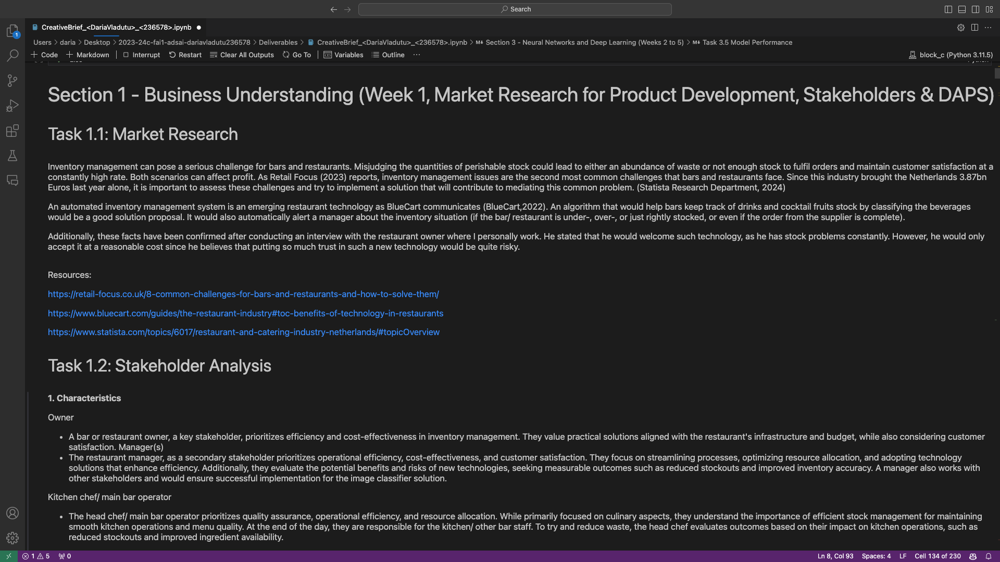 Search
CreativeBrief_<DariaVladutu>_<236578>.ipynb
1
Users > daria > Desktop > 2023-24c-fai1-adsai-dariavladutu236578 > Deliverables > CreativeBrief_<DariaVladutu>_<236578>.ipynb > M↓ Section 3 - Neural Networks and Deep Learning (Weeks 2 to 5) > M↓ Task 3.5 Model Performance
+ Code + Markdown Interrupt Restart Clear All Outputs Go To Variables Outline ... block_c (Python 3.11.5)
Section 1 - Business Understanding (Week 1, Market Research for Product Development, Stakeholders & DAPS)
Task 1.1: Market Research
Inventory management can pose a serious challenge for bars and restaurants. Misjudging the quantities of perishable stock could lead to either an abundance of waste or not enough stock to fulfil orders and maintain customer satisfaction at a
constantly high rate. Both scenarios can affect profit. As Retail Focus (2023) reports, inventory management issues are the second most common challenges that bars and restaurants face. Since this industry brought the Netherlands 3.87bn
Euros last year alone, it is important to assess these challenges and try to implement a solution that will contribute to mediating this common problem. (Statista Research Department, 2024)
An automated inventory management system is an emerging restaurant technology as BlueCart communicates (BlueCart,2022). An algorithm that would help bars keep track of drinks and cocktail fruits stock by classifying the beverages
would be a good solution proposal. It would also automatically alert a manager about the inventory situation (if the bar/ restaurant is under-, over-, or just rightly stocked, or even if the order from the supplier is complete).
Additionally, these facts have been confirmed after conducting an interview with the restaurant owner where I personally work. He stated that he would welcome such technology, as he has stock problems constantly. However, he would only
accept it at a reasonable cost since he believes that putting so much trust in such a new technology would be quite risky.
Resources:
https://retail-focus.co.uk/8-common-challenges-for-bars-and-restaurants-and-how-to-solve-them/
https://www.bluecart.com/guides/the-restaurant-industry#toc-benefits-of-technology-in-restaurants
https://www.statista.com/topics/6017/restaurant-and-catering-industry-netherlands/#topicOverview
Task 1.2: Stakeholder Analysis
1. Characteristics
Owner
• A bar or restaurant owner, a key stakeholder, prioritizes efficiency and cost-effectiveness in inventory management. They value practical solutions aligned with the restaurant's infrastructure and budget, while also considering customer
satisfaction. Manager(s)
• The restaurant manager, as a secondary stakeholder prioritizes operational efficiency, cost-effectiveness, and customer satisfaction. They focus on streamlining processes, optimizing resource allocation, and adopting technology
solutions that enhance efficiency. Additionally, they evaluate the potential benefits and risks of new technologies, seeking measurable outcomes such as reduced stockouts and improved inventory accuracy. A manager also works with
other stakeholders and would ensure successful implementation for the image classifier solution.
Kitchen chef/ main bar operator
• The head chef/ main bar operator prioritizes quality assurance, operational efficiency, and resource allocation. While primarily focused on culinary aspects, they understand the importance of efficient stock management for maintaining
smooth kitchen operations and menu quality. At the end of the day, they are responsible for the kitchen/ other bar staff. To try and reduce waste, the head chef evaluates outcomes based on their impact on kitchen operations, such as
reduced stockouts and improved ingredient availability.
1 5 0 Ln 8, Col 93 Spaces: 4 LF Cell 134 of 230